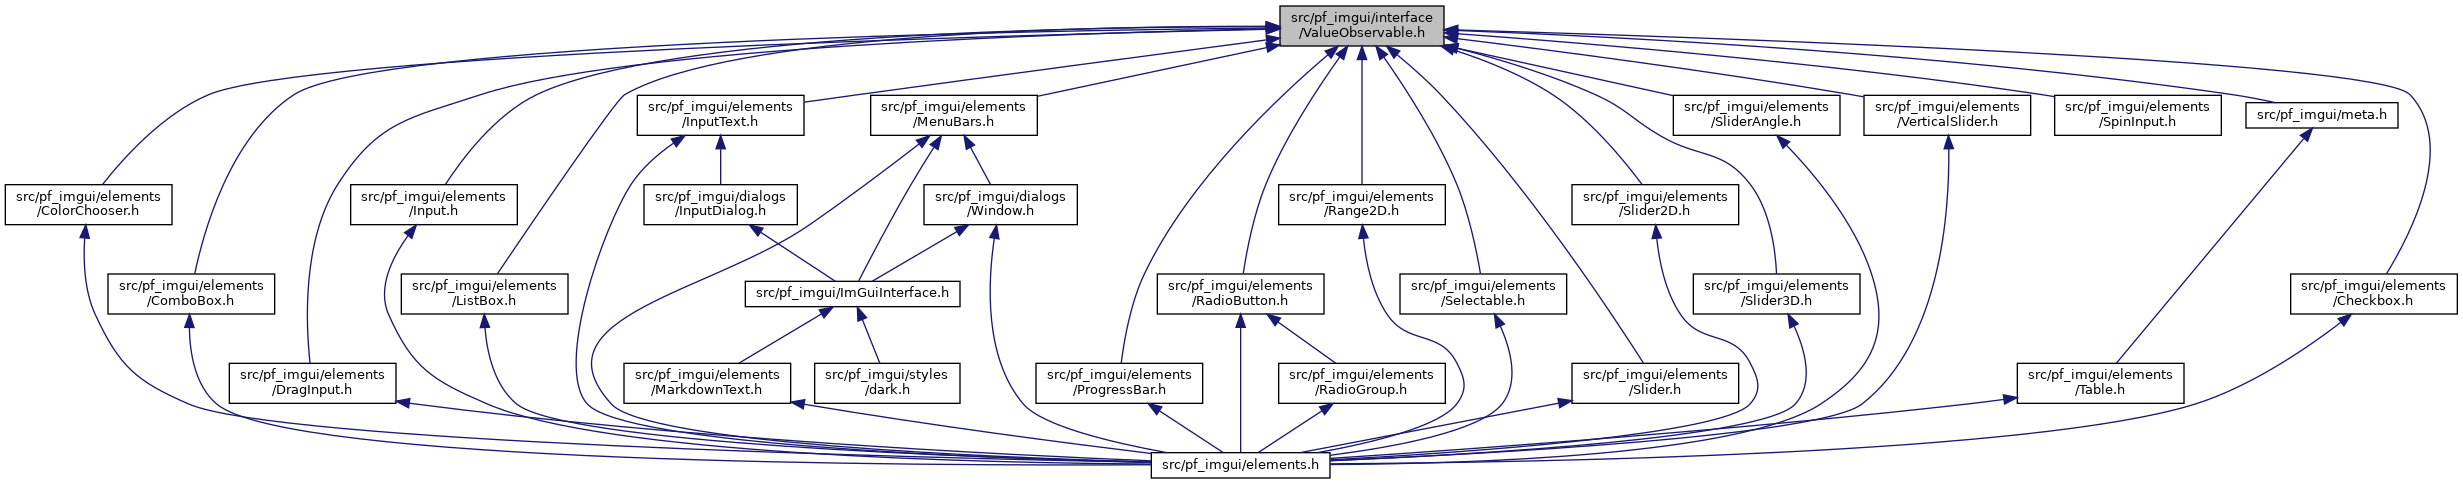 src/pf_imgui/interface
/ValueObservable.h
src/pf_imgui/elements
/InputText.h
src/pf_imgui/elements
/MenuBars.h
src/pf_imgui/elements
/SliderAngle.h
src/pf_imgui/elements
/VerticalSlider.h
src/pf_imgui/elements
/SpinInput.h
src/pf_imgui/meta.h
src/pf_imgui/elements
/ColorChooser.h
src/pf_imgui/elements
/Input.h
src/pf_imgui/dialogs
/InputDialog.h
src/pf_imgui/dialogs
/Window.h
src/pf_imgui/elements
/Range2D.h
src/pf_imgui/elements
/Slider2D.h
src/pf_imgui/elements
/ComboBox.h
src/pf_imgui/elements
/ListBox.h
src/pf_imgui/ImGuiInterface.h
src/pf_imgui/elements
/RadioButton.h
src/pf_imgui/elements
/Selectable.h
src/pf_imgui/elements
/Slider3D.h
src/pf_imgui/elements
/Checkbox.h
src/pf_imgui/elements
/DragInput.h
src/pf_imgui/elements
/MarkdownText.h
src/pf_imgui/styles
/dark.h
src/pf_imgui/elements
/ProgressBar.h
src/pf_imgui/elements
/RadioGroup.h
src/pf_imgui/elements
/Slider.h
src/pf_imgui/elements
/Table.h
src/pf_imgui/elements.h